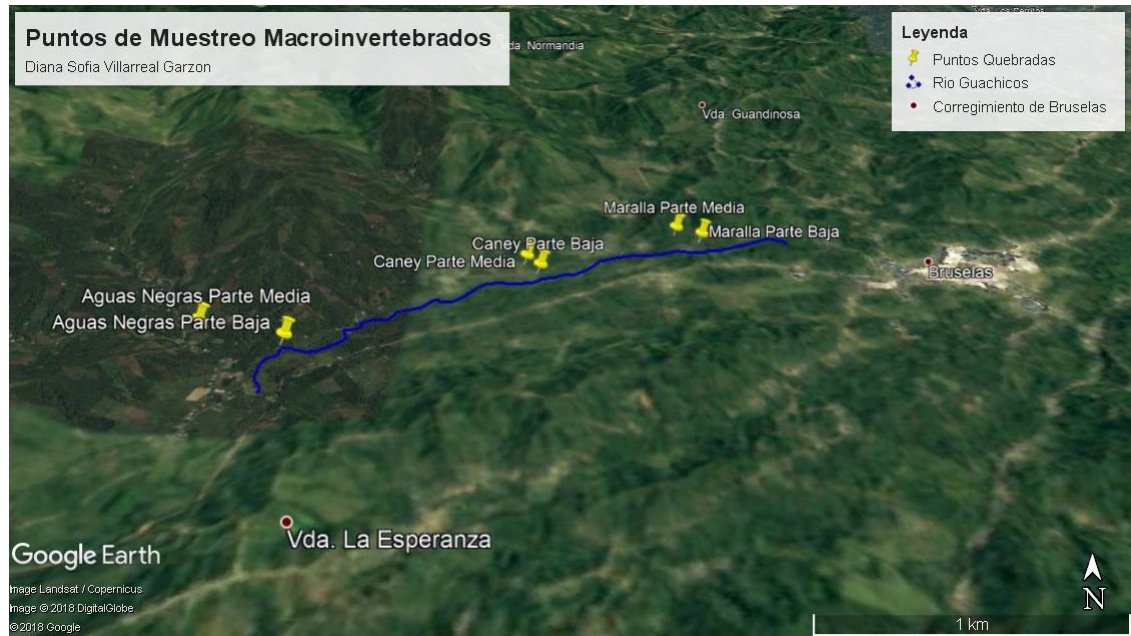 Puntos de Muestreo Macroinvertebrados
Diana Sofia Villarreal Garzon
Vda. Normandia
Leyenda
Puntos Quebradas
Rio Guachicos
Corregimiento de Bruselas
Vda. Guandinosa
Maralla Parte Media
Maralla Parte Baja
Caney Parte Baja
Caney Parte Media
Bruselas
Aguas Negras Parte Media
Aguas Negras Parte Baja
Vda. La Esperanza
Google Earth
Image Landsat / Copernicus
Image © 2018 DigitalGlobe
©2018 Google
N
1 km